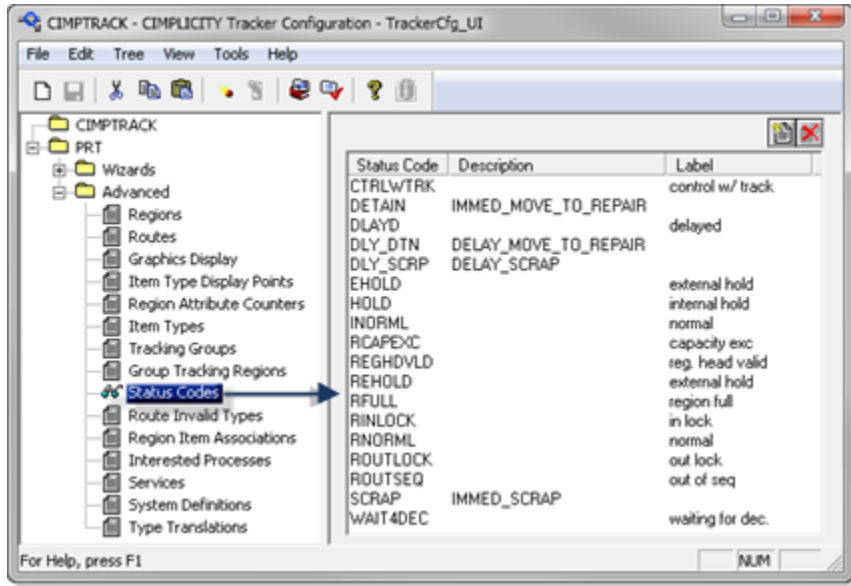 CIMPTRACK - CIMPLICITY Tracker Configuration - TrackerCfg_UI
File Edit Tree View Tools Help
CIMPTRACK
PRT
Wizards
Advanced
Regions
Routes
Graphics Display
Item Type Display Points
Region Attribute Counters
Item Types
Tracking Groups
Group Tracking Regions
Status Codes
Route Invalid Types
Region Item Associations
Interested Processes
Services
System Definitions
Type Translations
Status Code Description Label
CTRLWTRK control w/ track
DETAIN IMMED_MOVE_TO_REPAIR
DLAYD delayed
DLY_DTN DELAY_MOVE_TO_REPAIR
DLY_SCRP DELAY_SCRAP
EHOLD external hold
HOLD internal hold
INORML normal
RCAPEXC capacity exc
REGHDVLD reg. head valid
REHOLD external hold
RFULL region full
RINLOCK in lock
RNORML normal
ROUTLOCK out lock
ROUTSEQ out of seq
SCRAP IMMED_SCRAP
WAIT4DEC waiting for dec.
For Help, press F1 NUM